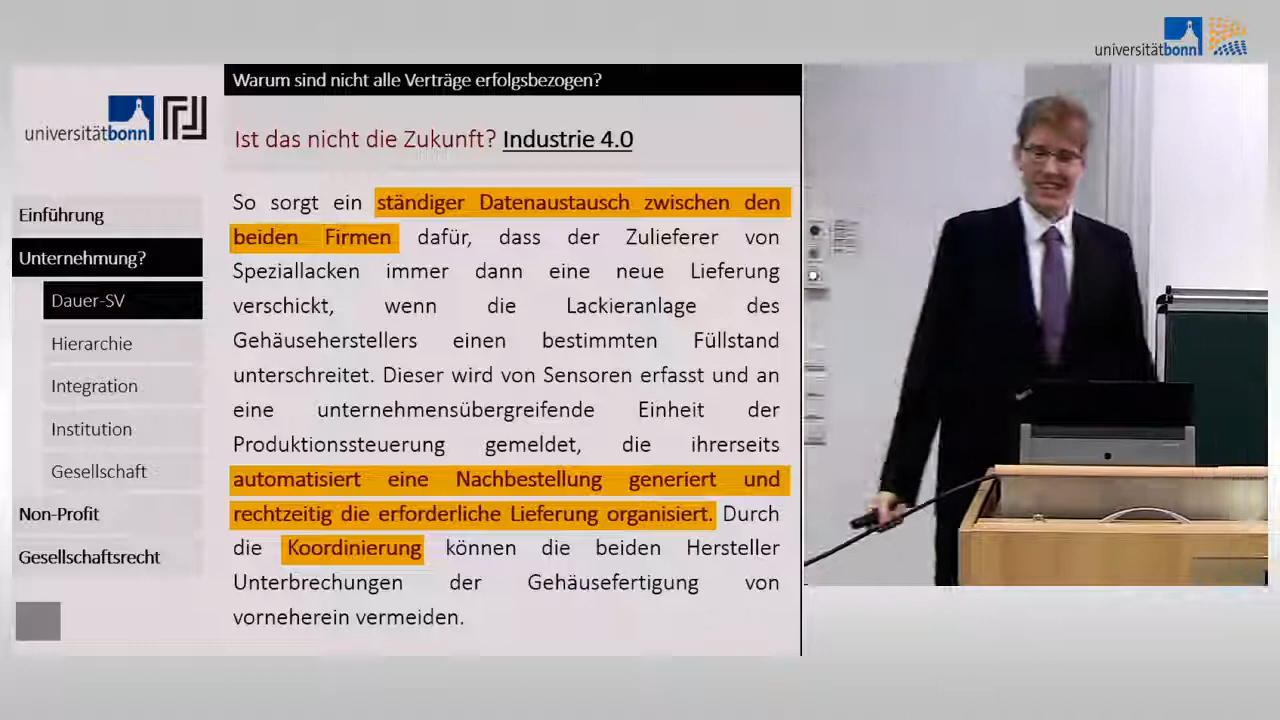 universitätbonn
Warum sind nicht alle Verträge erfolgsbezogen?
universitätbonn
Ist das nicht die Zukunft? Industrie 4.0
Einführung
Unternehmung?
Dauer-SV
Hierarchie
Integration
Institution
Gesellschaft
Non-Profit
Gesellschaftsrecht
So sorgt ein ständiger Datenaustausch zwischen den
beiden Firmen dafür, dass der Zulieferer von
Speziallacken immer dann eine neue Lieferung
verschickt, wenn die Lackieranlage des
Gehäuseherstellers einen bestimmten Füllstand
unterschreitet. Dieser wird von Sensoren erfasst und an
eine unternehmensübergreifende Einheit der
Produktionssteuerung gemeldet, die ihrerseits
automatisiert eine Nachbestellung generiert und
rechtzeitig die erforderliche Lieferung organisiert. Durch
die Koordinierung können die beiden Hersteller
Unterbrechungen der Gehäusefertigung von
vorneherein vermeiden.